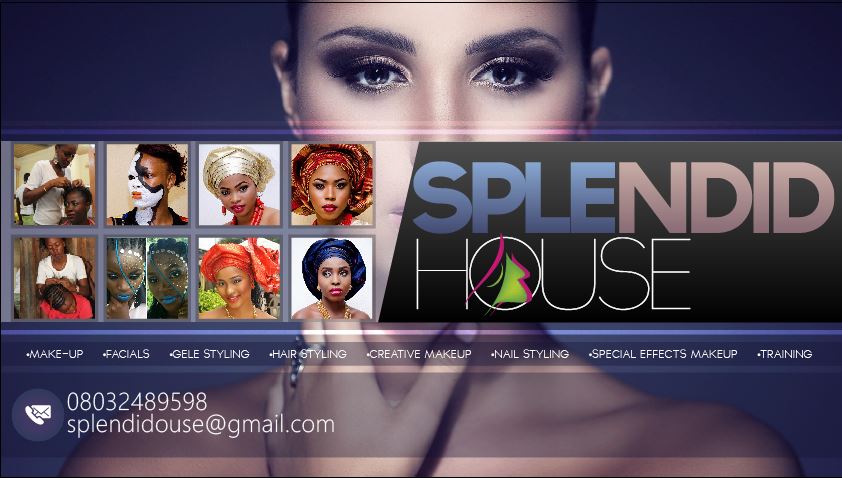 SPLENDID
HOUSE
•MAKE-UP •FACIALS •GELE STYLING •HAIR STYLING •CREATIVE MAKEUP •NAIL STYLING •SPECIAL EFFECTS MAKEUP •TRAINING
08032489598
splendidouse@gmail.com